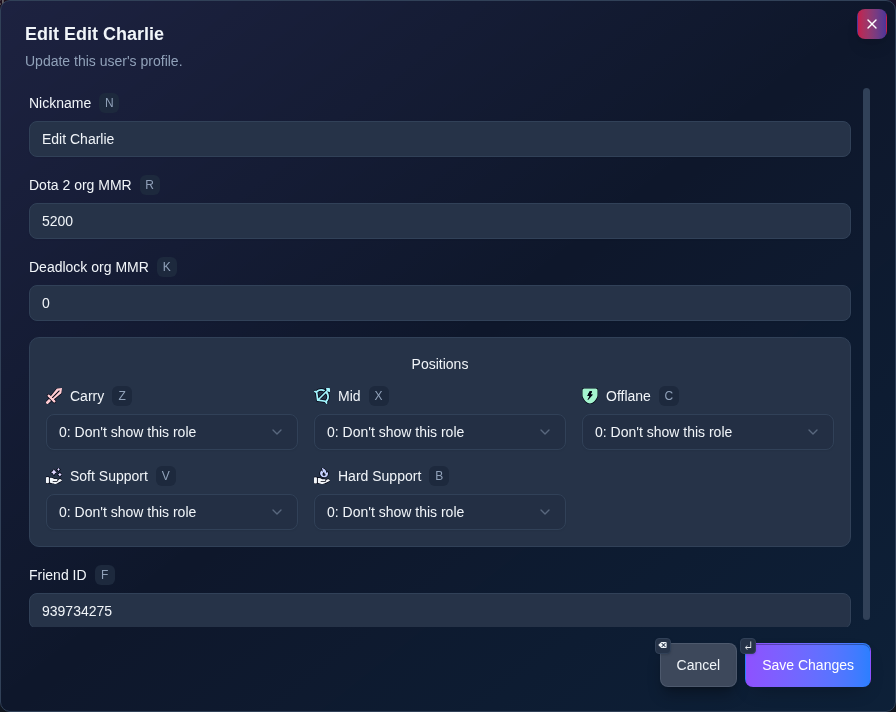 Edit Edit Charlie
Update this user's profile.
Nickname N
Edit Charlie
Dota 2 org MMR R
5200
Deadlock org MMR K
0
Positions
Carry Z Mid X Offlane C
0: Don't show this role 0: Don't show this role 0: Don't show this role
Soft Support V Hard Support B
0: Don't show this role 0: Don't show this role
Friend ID F
939734275
Cancel Save Changes